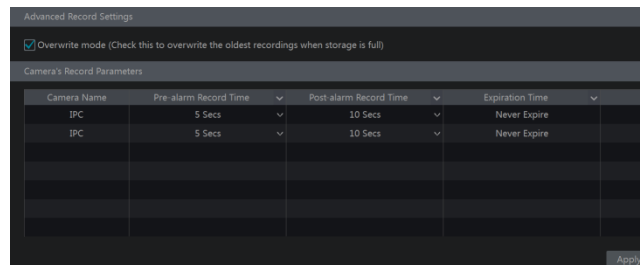 Advanced Record Settings
Overwrite mode (Check this to overwrite the oldest recordings when storage is full)
Camera's Record Parameters
Camera Name Pre-alarm Record Time Post alarm Record Time Expiration Time
IPC 5 Secs 10 Secs Never Expire
IPC 5 Secs 10 Secs Never Expire
Apply